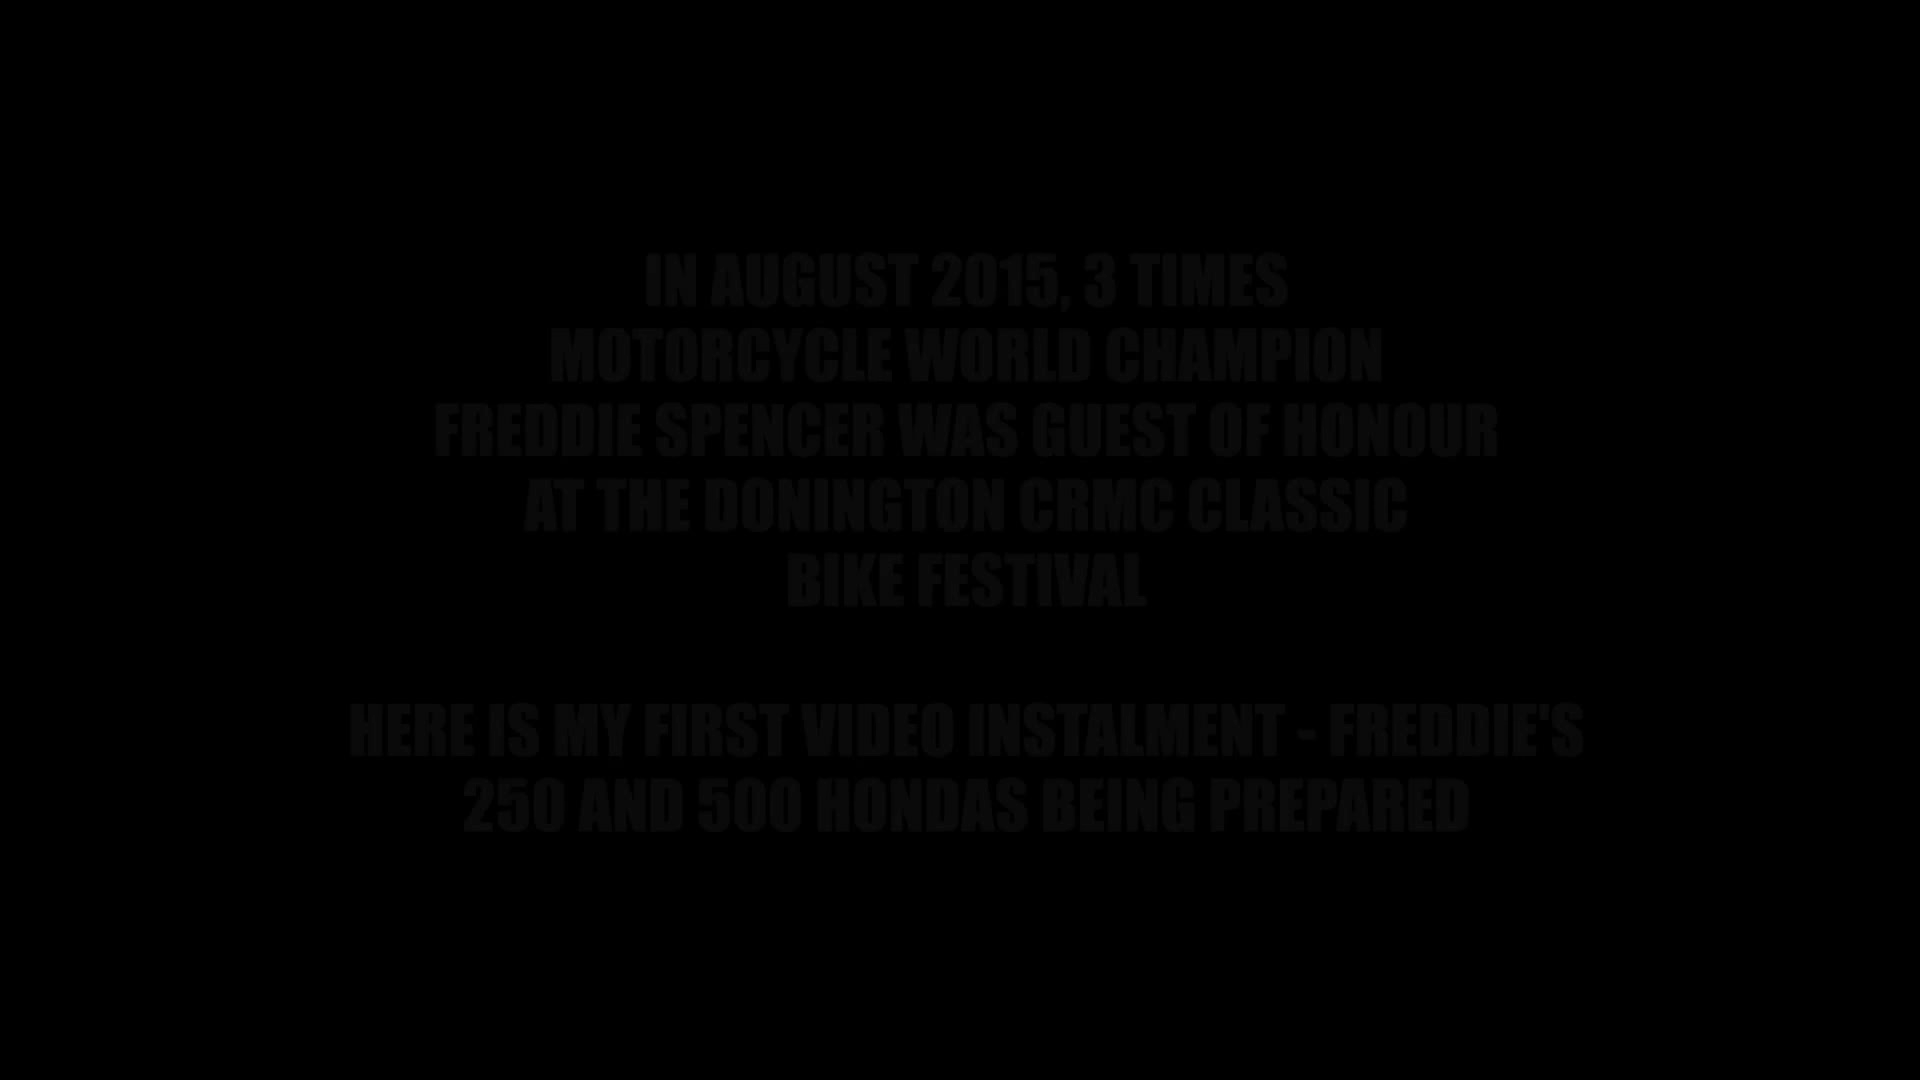 IN AUGUST 2015, 3 TIMES
MOTORCYCLE WORLD CHAMPION
FREDDIE SPENCER WAS GUEST OF HONOUR
AT THE DONINGTON CRMC CLASSIC
BIKE FESTIVAL
HERE IS MY FIRST VIDEO INSTALMENT - FREDDIE'S
250 AND 500 HONDAS BEING PREPARED